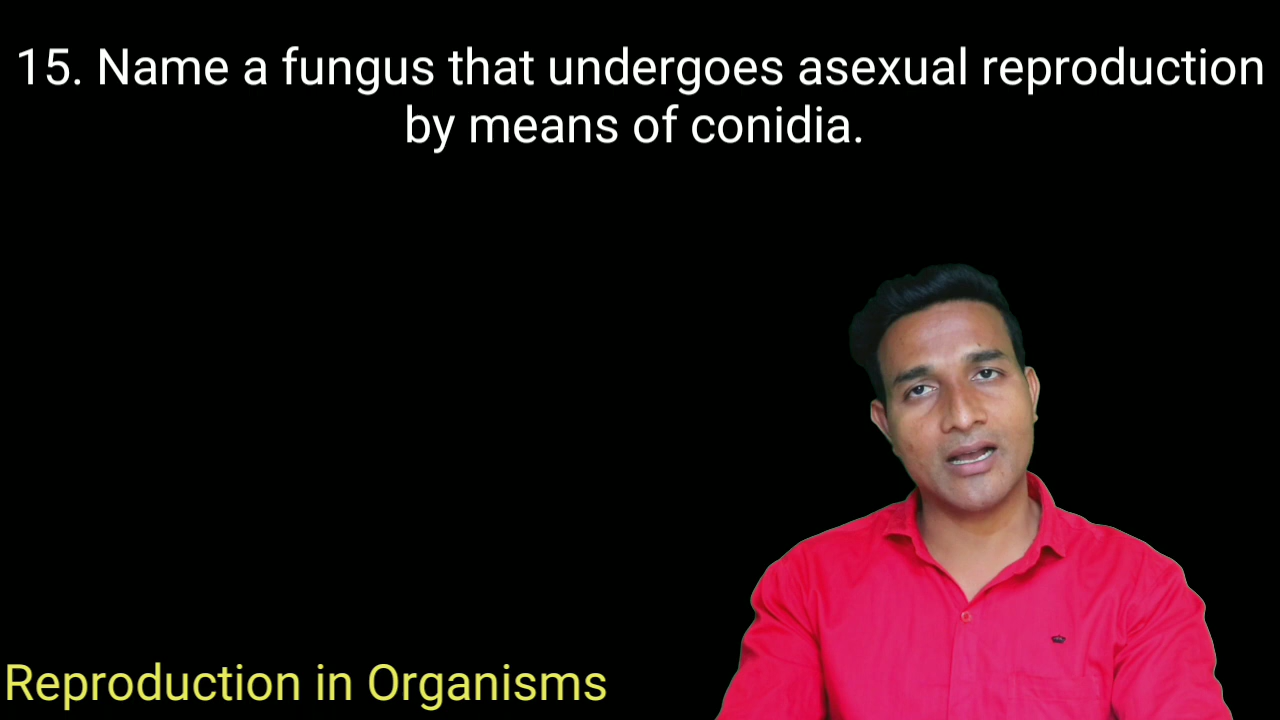 15. Name a fungus that undergoes asexual reproduction
by means of conidia.
Reproduction in Organisms